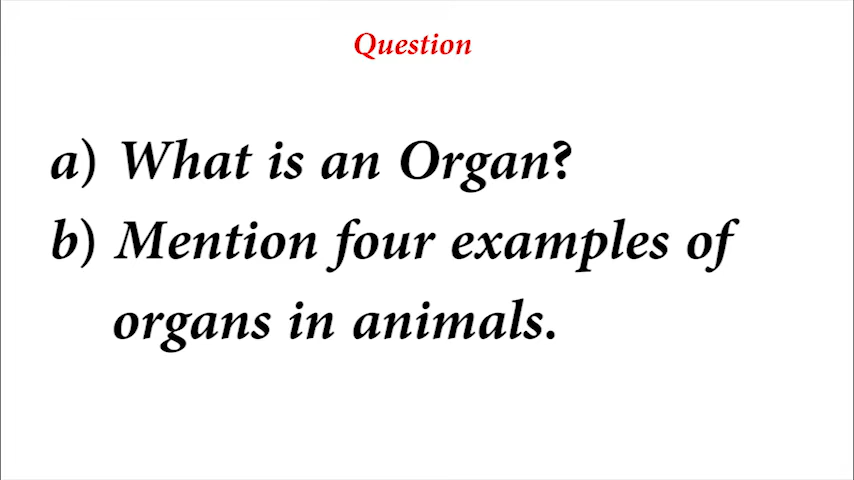 Question
a) What is an Organ?
b) Mention four examples of
organs in animals.